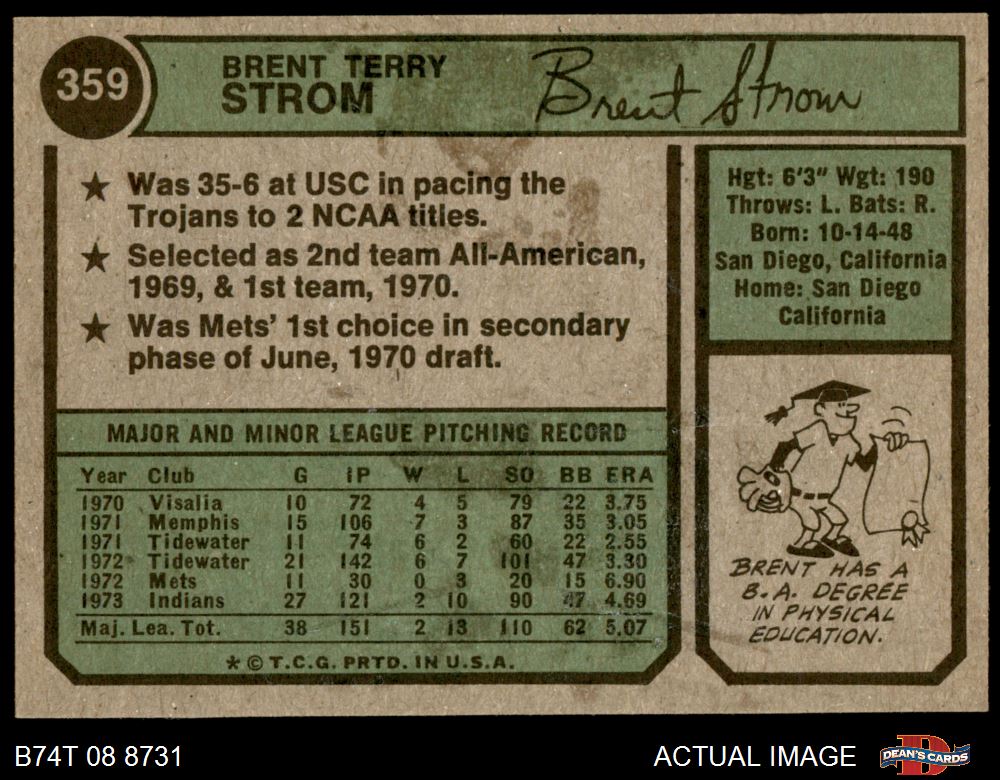 359
BRENT TERRY
STROM
Brent Strom
★ Was 35-6 at USC in pacing the
Trojans to 2 NCAA titles.
★ Selected as 2nd team All-American,
1969, & 1st team, 1970.
★ Was Mets' 1st choice in secondary
phase of June, 1970 draft.
Hgt: 6'3" Wgt: 190
Throws: L. Bats: R.
Born: 10-14-48
San Diego, California
Home: San Diego
California
MAJOR AND MINOR LEAGUE PITCHING RECORD
Year Club G IP W L SO BB ERA
1970 Visalia 10 72 4 5 79 22 3.75
1971 Memphis 15 106 7 3 87 35 3.05
1971 Tidewater 11 74 6 2 60 22 2.55
1972 Tidewater 21 142 6 7 101 47 3.30
1972 Mets 11 30 0 3 20 15 6.90
1973 Indians 27 121 2 10 90 47 4.69
Maj. Lea. Tot. 38 151 2 13 110 62 5.07
* © T.C.G. PRTD. IN U.S.A.
BRENT HAS A
B.A. DEGREE
IN PHYSICAL
EDUCATION.
B74T 08 8731
ACTUAL IMAGE
DEAN'S CARDS